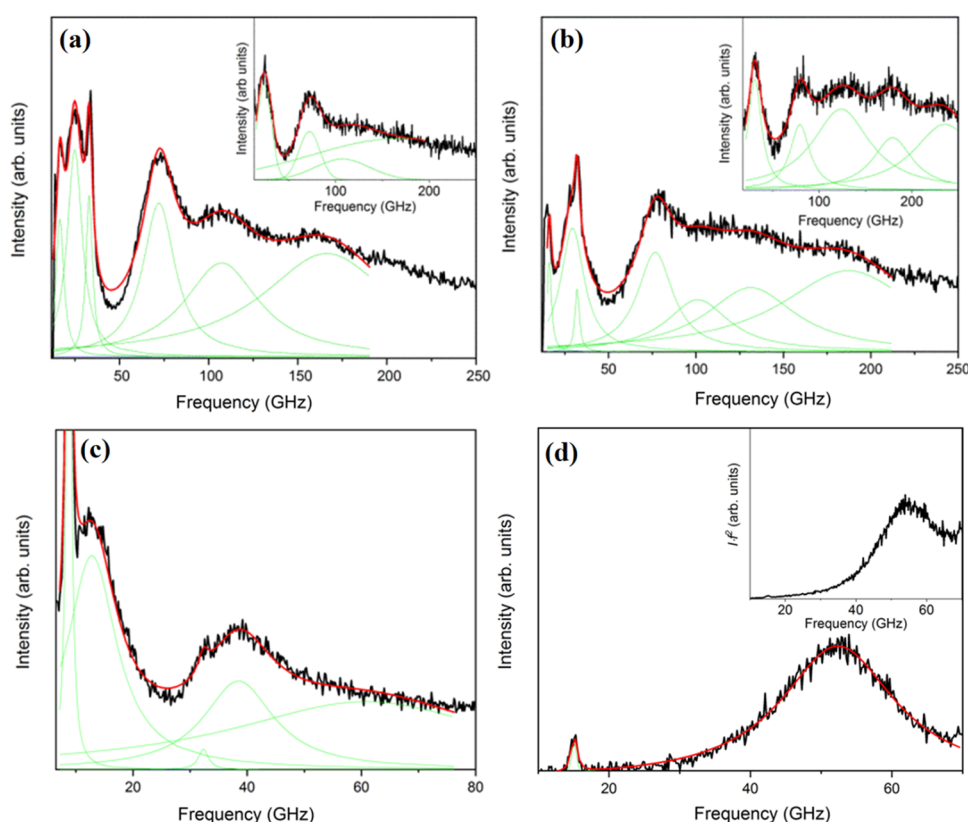 (a)
Intensity (arb. units)
Intensity (arb units)
100
200
Frequency (GHz)
50
100
150
200
250
Frequency (GHz)
(b)
Intensity (arb. units)
Intensity (arb. units)
100
200
Frequency (GHz)
50
100
150
200
250
Frequency (GHz)
(c)
Intensity (arb. units)
20
40
60
80
Frequency (GHz)
(d)
Intensity (arb. units)
I·f² (arb. units)
20
40
60
Frequency (GHz)
20
40
60
Frequency (GHz)